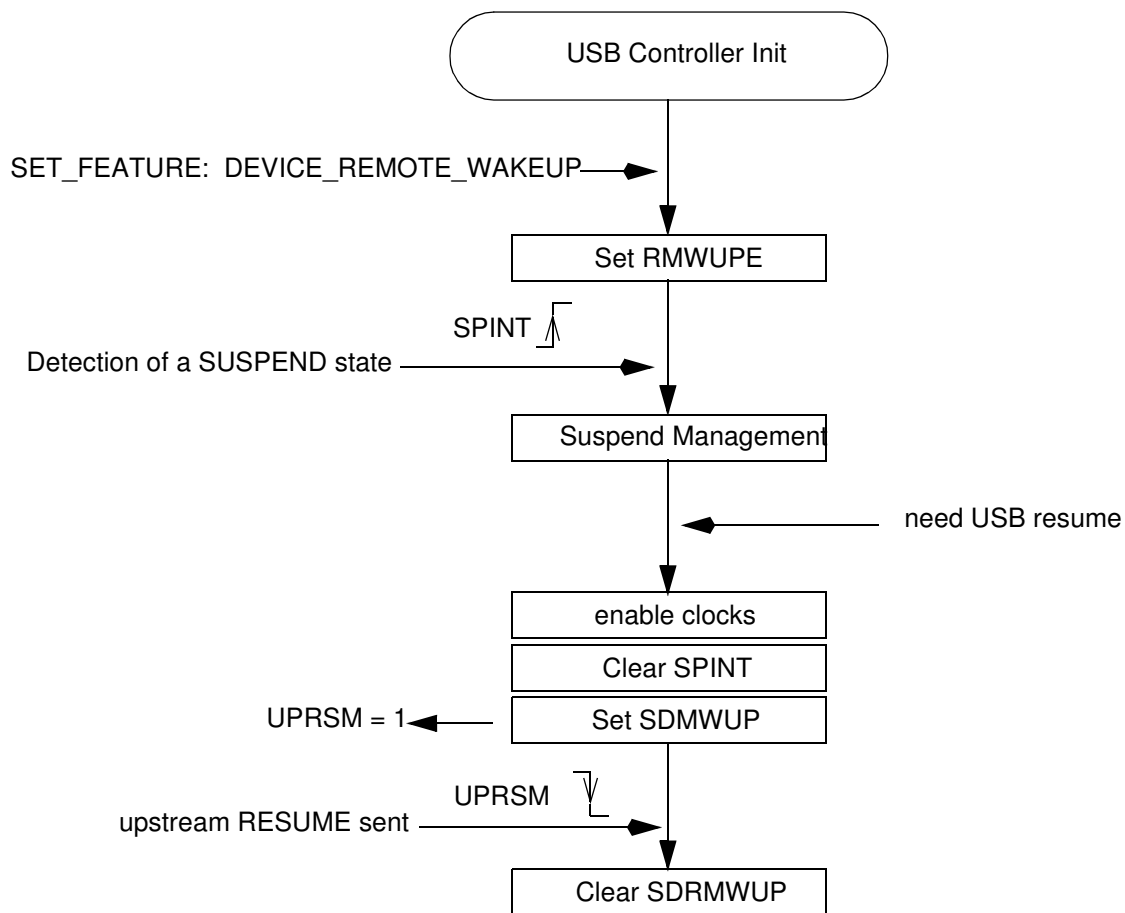 USB Controller Init
SET_FEATURE: DEVICE_REMOTE_WAKEUP
Set RMWUPE
SPINT
Detection of a SUSPEND state
Suspend Management
need USB resume
enable clocks
Clear SPINT
UPRSM = 1
Set SDMWUP
UPRSM
upstream RESUME sent
Clear SDRMWUP